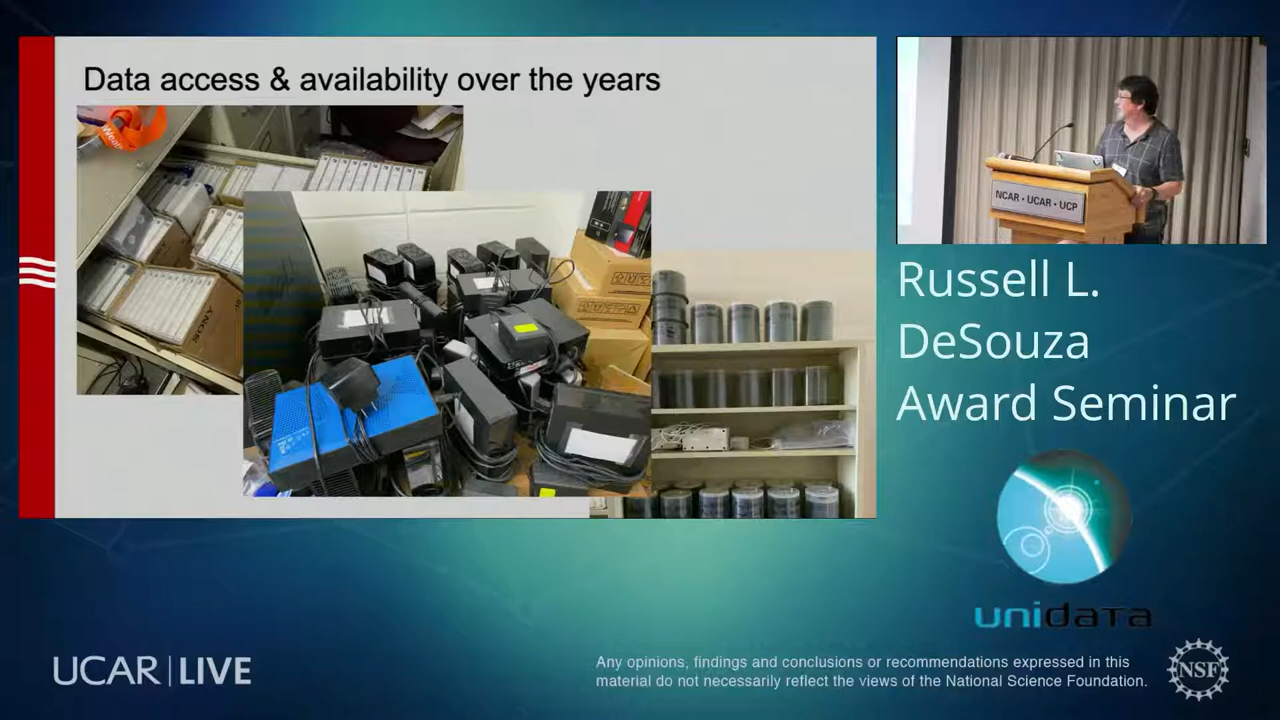 Data access & availability over the years
SONY
NCAR • UCAR • UCP
Russell L.
DeSouza
Award Seminar
unidata
UCAR | LIVE
Any opinions, findings and conclusions or recommendations expressed in this
material do not necessarily reflect the views of the National Science Foundation.
NSF